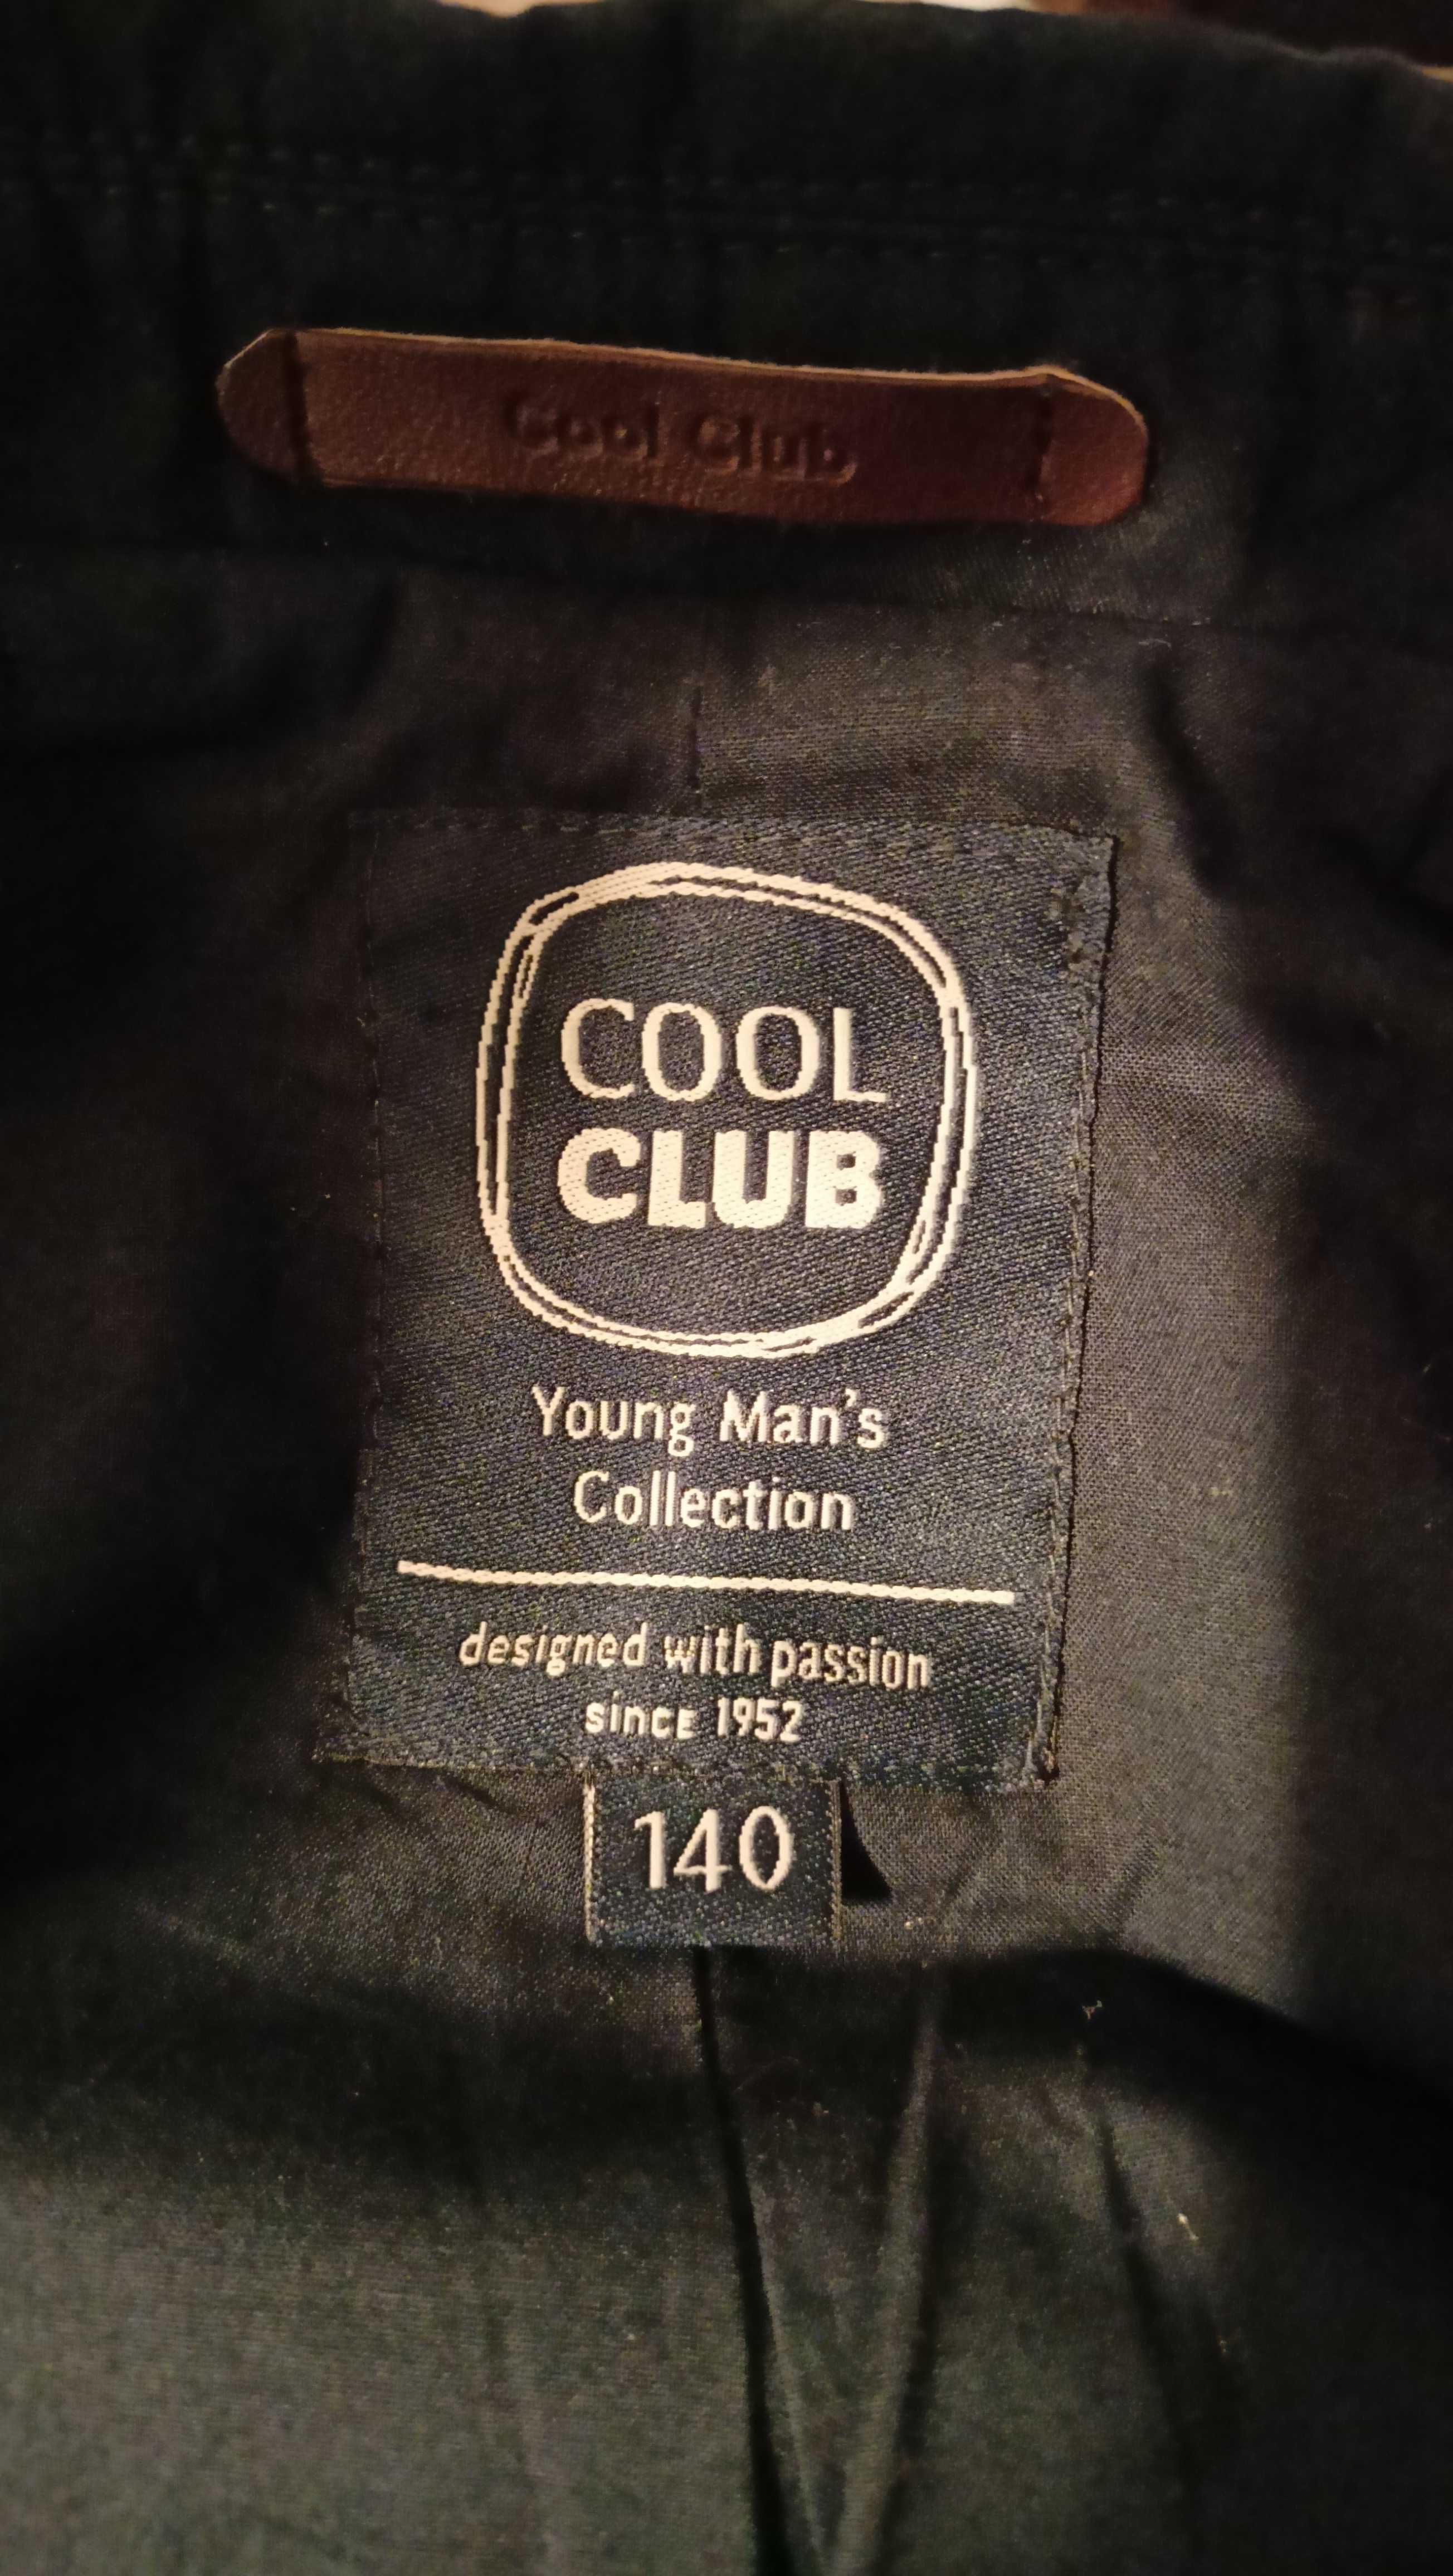 Cool Club
COOL
CLUB
Young Man's
Collection
designed with passion
since 1952
140